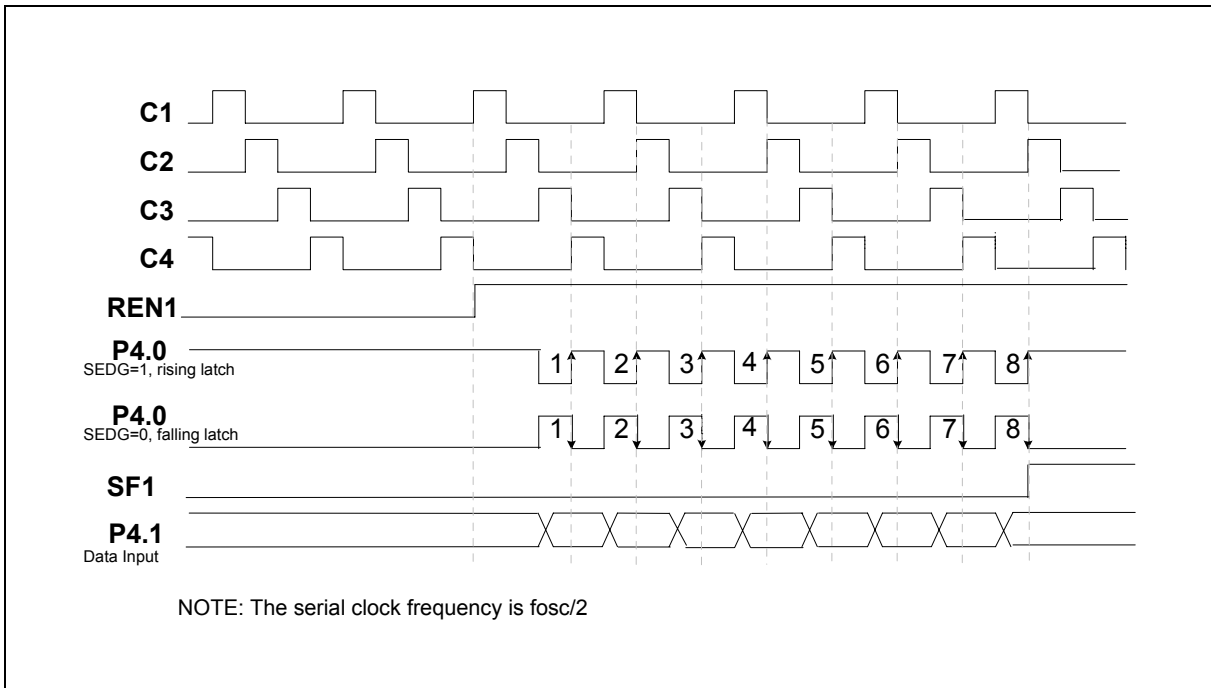 C1
C2
C3
C4
REN1
P4.0
SEDG=1, rising latch
1 2 3 4 5 6 7 8
P4.0
SEDG=0, falling latch
1 2 3 4 5 6 7 8
SF1
P4.1
Data Input
NOTE: The serial clock frequency is fosc/2